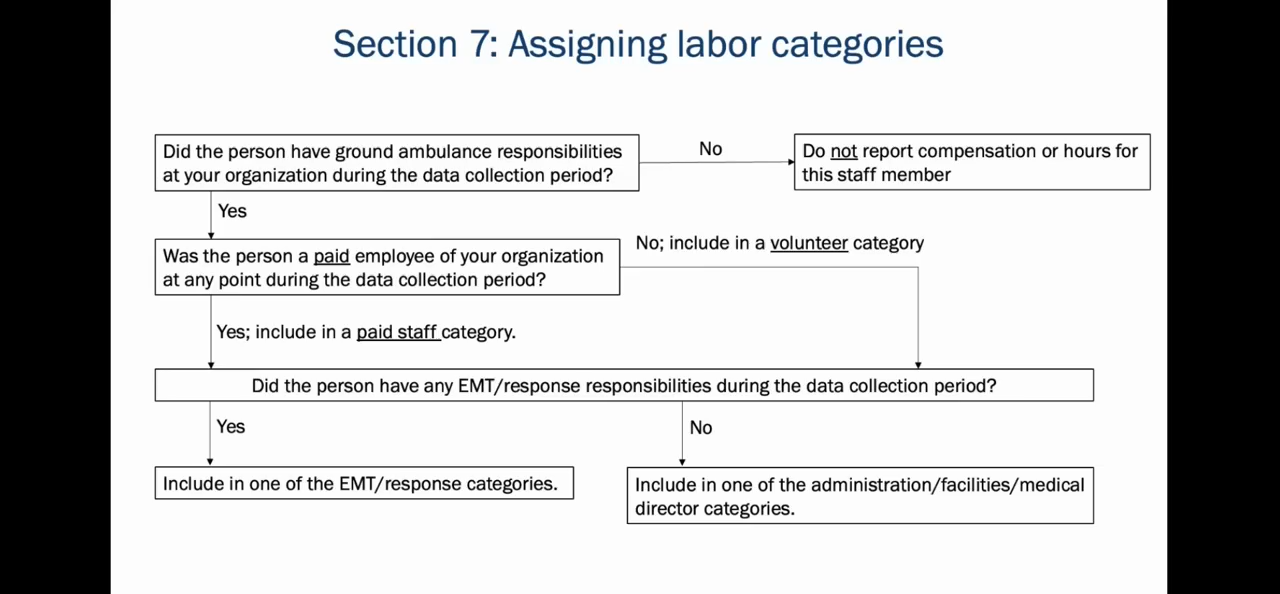 Section 7: Assigning labor categories
Did the person have ground ambulance responsibilities
at your organization during the data collection period?
No
Do not report compensation or hours for
this staff member
Yes
Was the person a paid employee of your organization
at any point during the data collection period?
No; include in a volunteer category
Yes; include in a paid staff category.
Did the person have any EMT/response responsibilities during the data collection period?
Yes
No
Include in one of the EMT/response categories.
Include in one of the administration/facilities/medical
director categories.